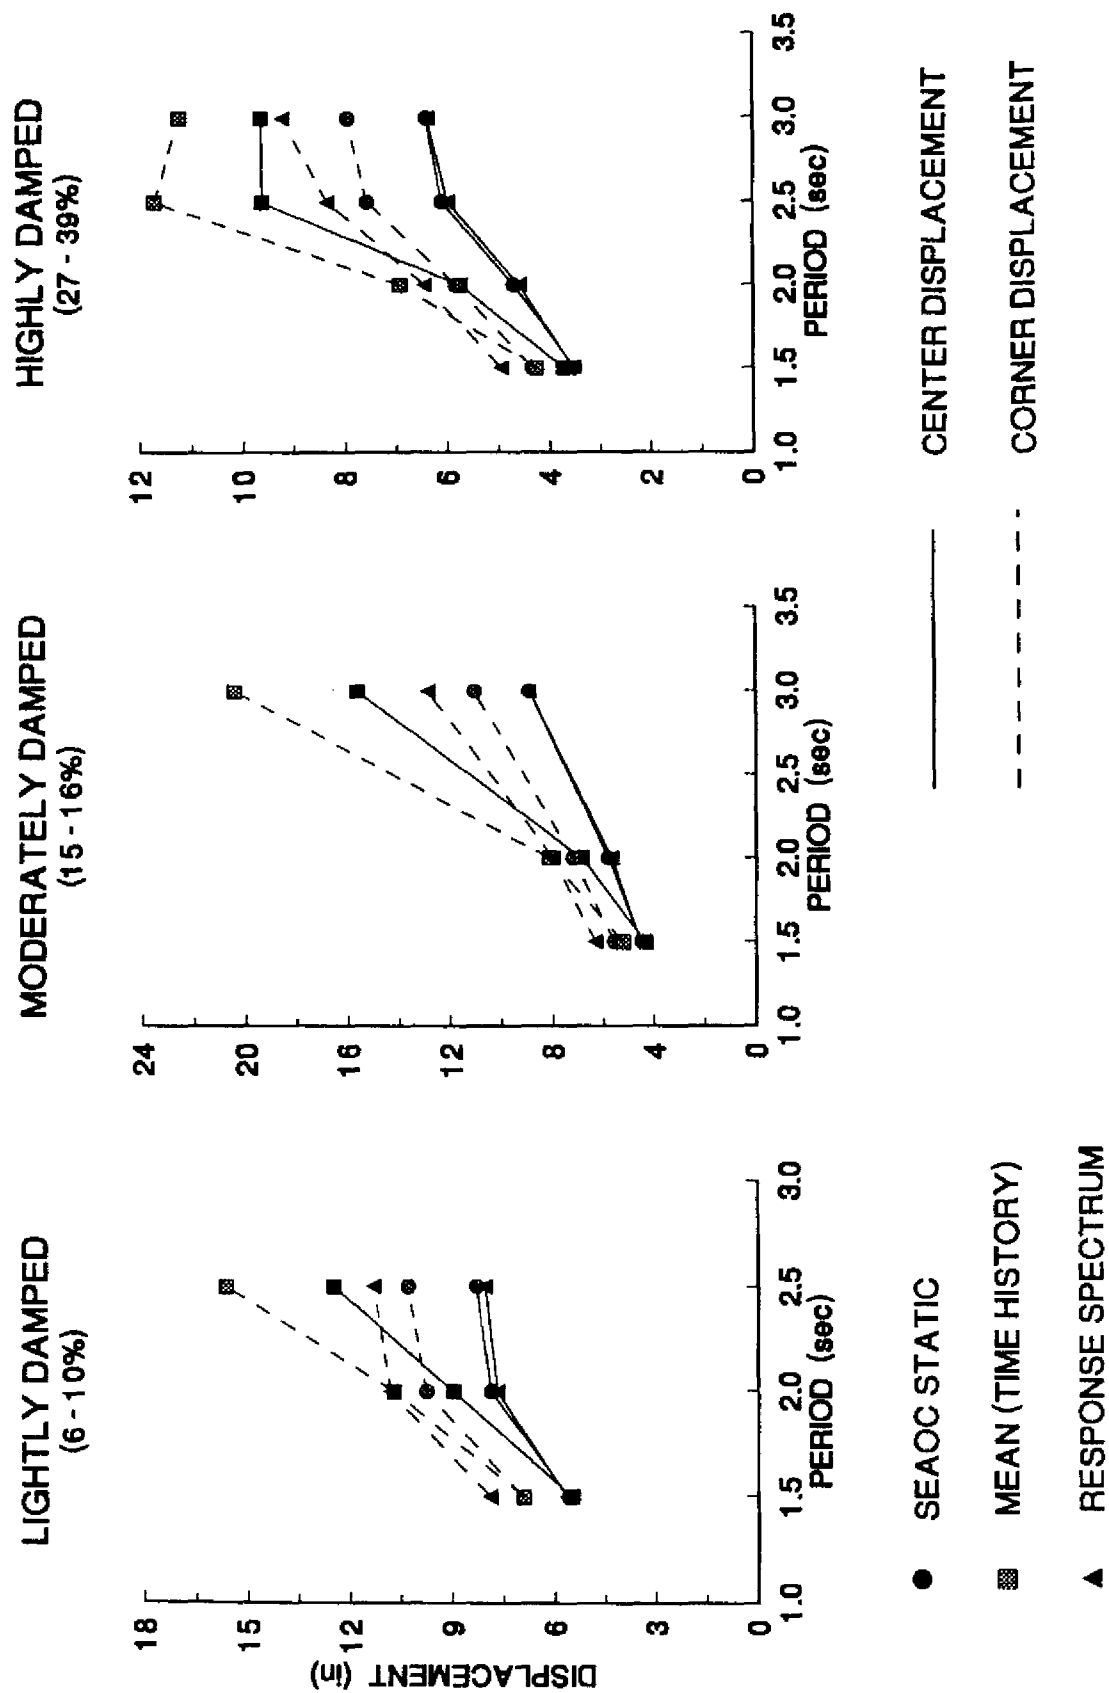 LIGHTLY DAMPED
(6 - 10%)
18
15
12
9
6
3
0
DISPLACEMENT (in)
1.0
1.5
2.0
2.5
3.0
PERIOD (sec)
MODERATELY DAMPED
(15 - 16%)
24
20
16
12
8
4
0
1.0
1.5
2.0
2.5
3.0
3.5
PERIOD (sec)
HIGHLY DAMPED
(27 - 39%)
12
10
8
6
4
2
0
1.0
1.5
2.0
2.5
3.0
3.5
PERIOD (sec)
SEAOC STATIC
MEAN (TIME HISTORY)
RESPONSE SPECTRUM
CENTER DISPLACEMENT
CORNER DISPLACEMENT